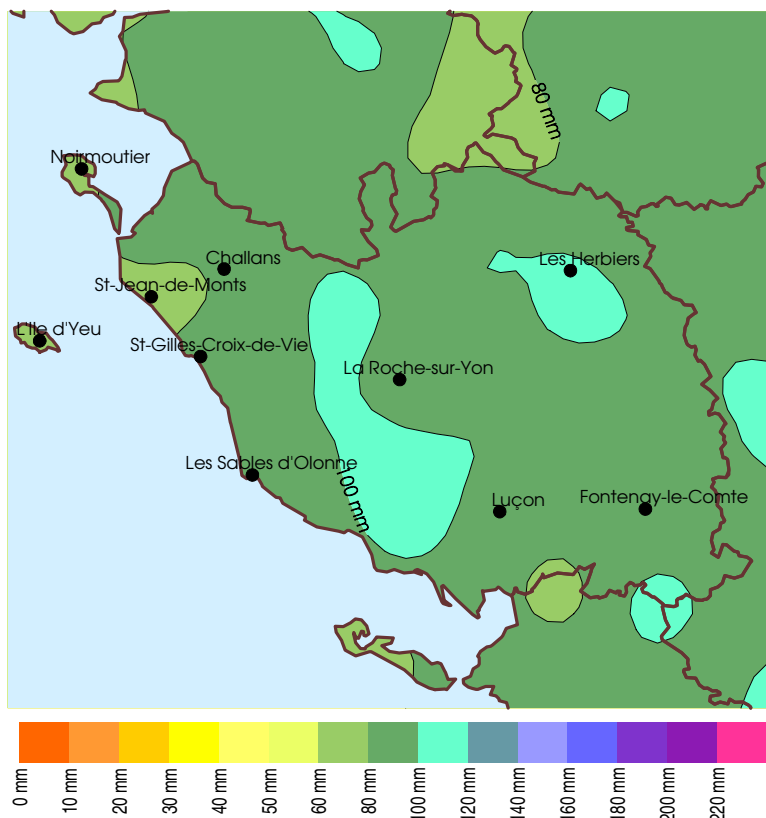 80 mm
Noirmoutier
Challans
Les Herbiers
St-Jean-de-Monts
L'Ile d'Yeu
St-Gilles-Croix-de-Vie
La Roche-sur-Yon
Les Sables d'Olonne
100 mm
Luçon
Fontenay-le-Comte
0 mm
10 mm
20 mm
30 mm
40 mm
50 mm
60 mm
80 mm
100 mm
120 mm
140 mm
160 mm
180 mm
200 mm
220 mm